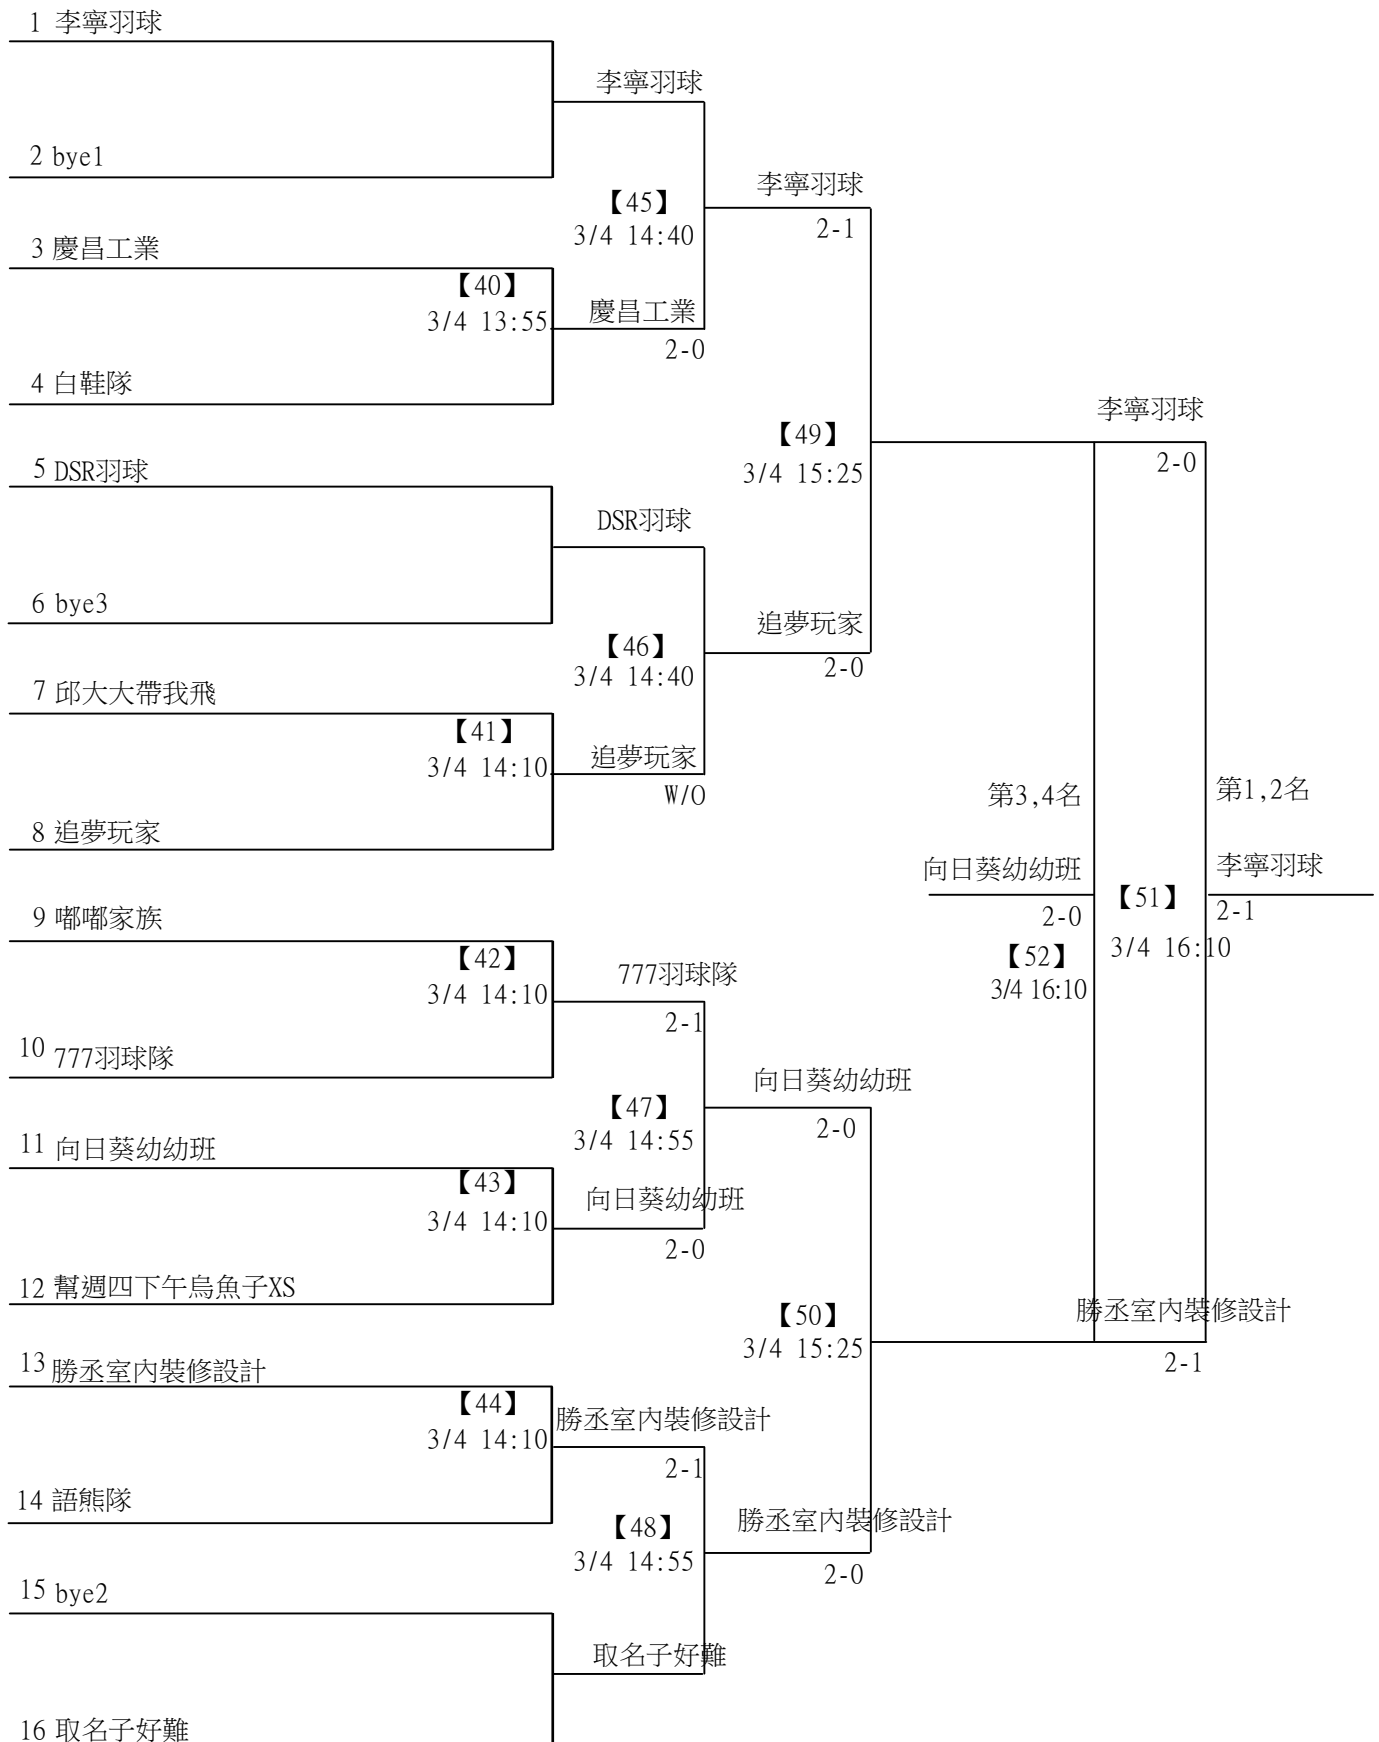 1 李寧羽球
李寧羽球
2 bye1
李寧羽球
【45】
2-1
3/4 14:40
3 慶昌工業
【40】
慶昌工業
3/4 13:55
2-0
4 白鞋隊
李寧羽球
【49】
2-0
5 DSR羽球
3/4 15:25
DSR羽球
6 bye3
追夢玩家
【46】
2-0
3/4 14:40
7 邱大大帶我飛
【41】
追夢玩家
3/4 14:10
W/O
第3,4名
第1,2名
8 追夢玩家
向日葵幼幼班
李寧羽球
【51】
9 嘟嘟家族
2-0
2-1
【42】
【52】
3/4 16:10
777羽球隊
3/4 14:10
3/4 16:10
2-1
10 777羽球隊
向日葵幼幼班
【47】
2-0
3/4 14:55
11 向日葵幼幼班
【43】
向日葵幼幼班
3/4 14:10
2-0
12 幫週四下午烏魚子XS
【50】
勝丞室內裝修設計
3/4 15:25
2-1
13 勝丞室內裝修設計
【44】
勝丞室內裝修設計
3/4 14:10
2-1
14 語熊隊
【48】
勝丞室內裝修設計
3/4 14:55
2-0
15 bye2
取名子好難
16 取名子好難